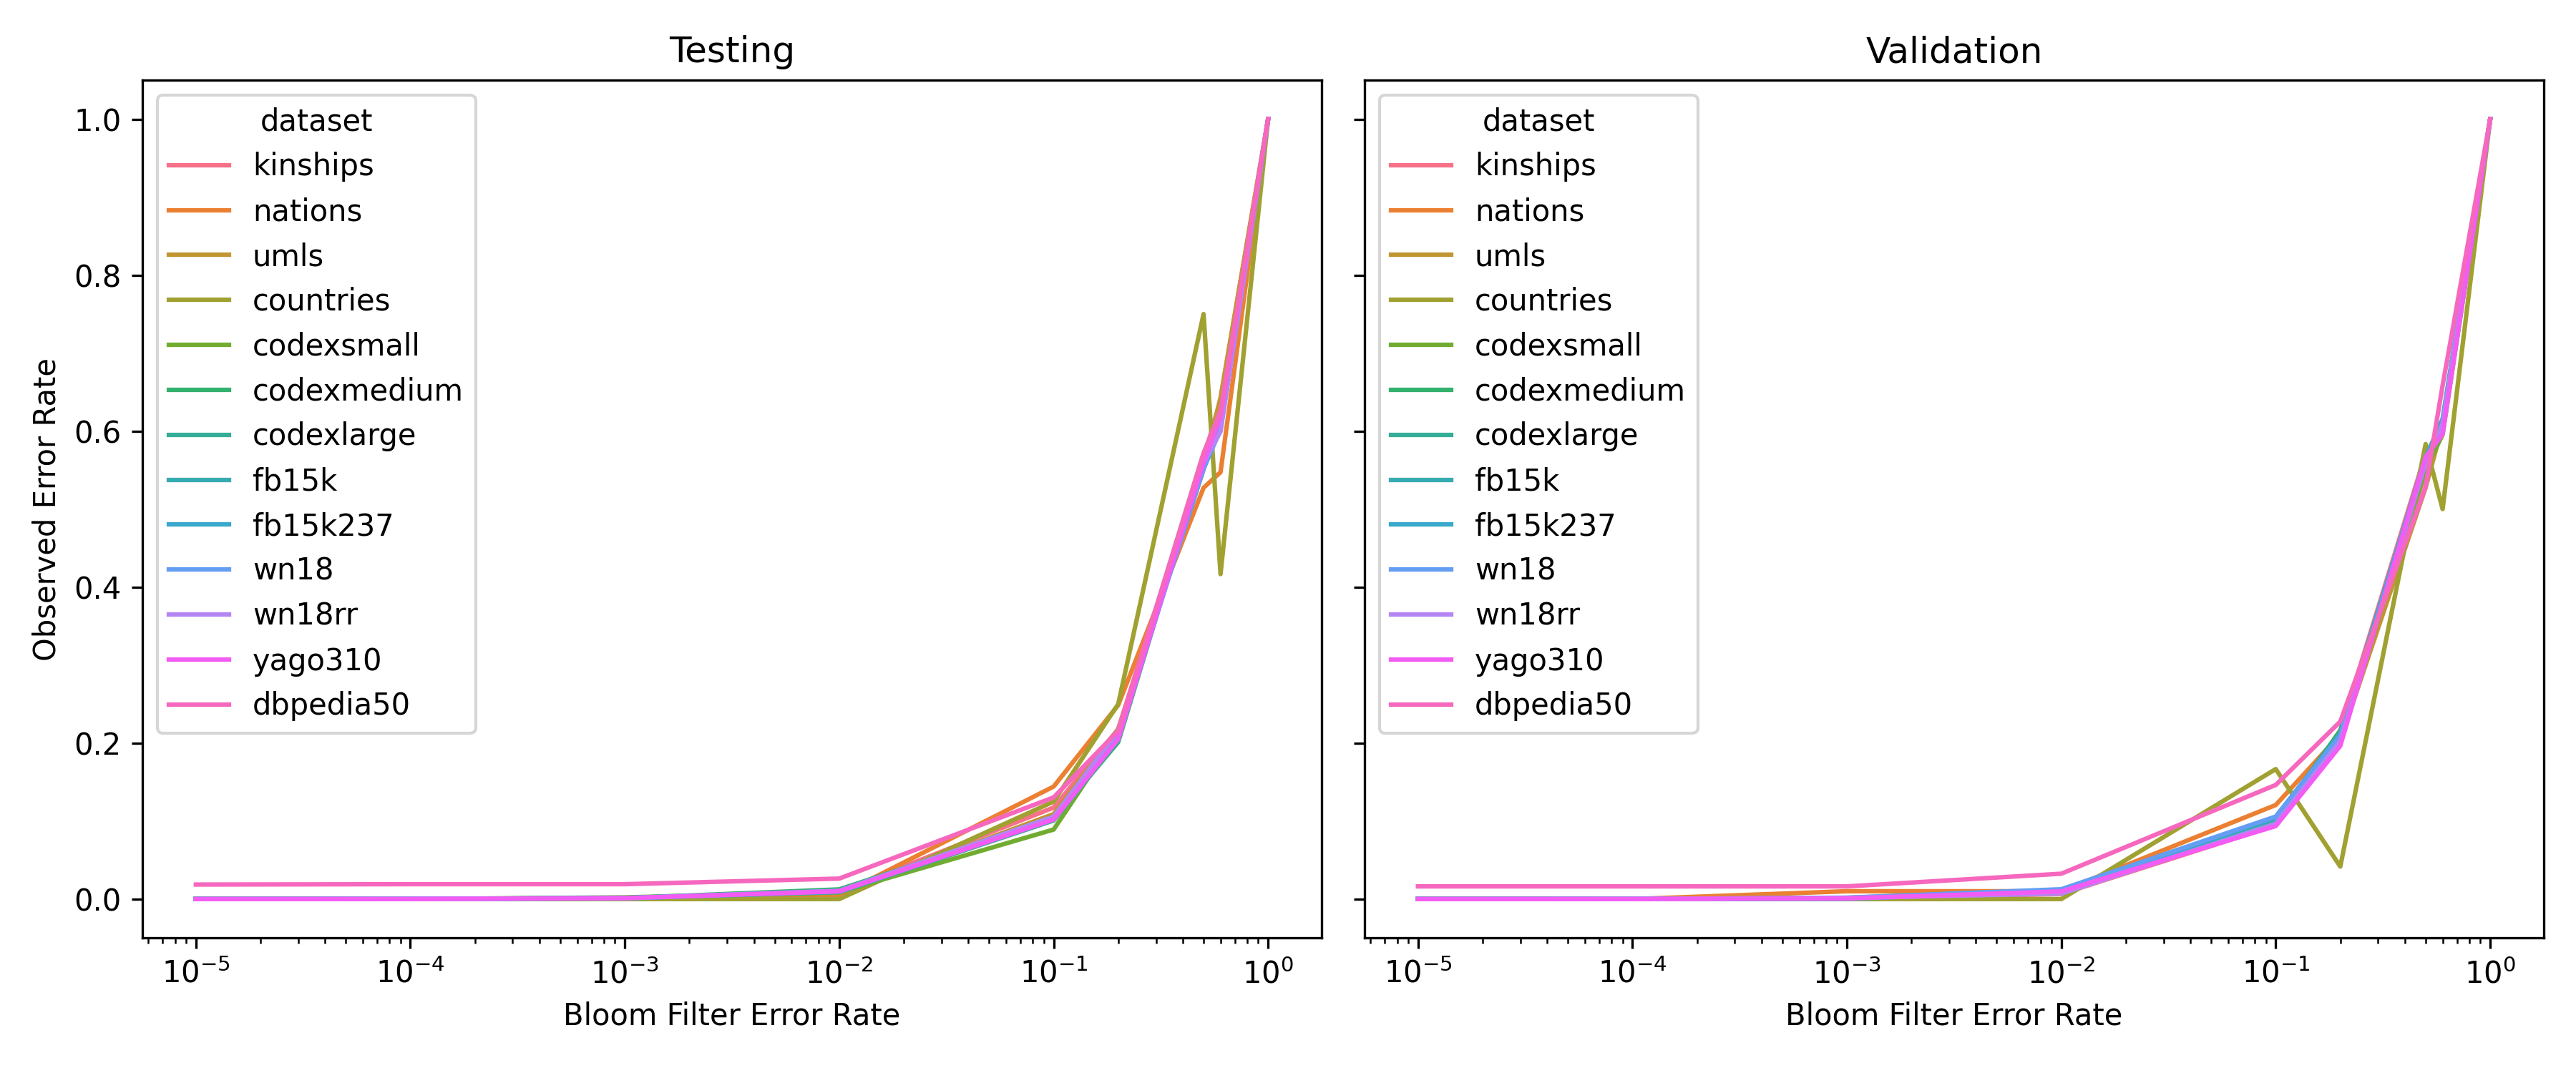 Testing
Observed Error Rate
1.0
0.8
0.6
0.4
0.2
0.0
dataset
kinships
nations
umls
countries
codexsmall
codexmedium
codexlarge
fb15k
fb15k237
wn18
wn18rr
yago310
dbpedia50
10⁻⁵ 10⁻⁴ 10⁻³ 10⁻² 10⁻¹ 10⁰
Bloom Filter Error Rate
Validation
dataset
kinships
nations
umls
countries
codexsmall
codexmedium
codexlarge
fb15k
fb15k237
wn18
wn18rr
yago310
dbpedia50
10⁻⁵ 10⁻⁴ 10⁻³ 10⁻² 10⁻¹ 10⁰
Bloom Filter Error Rate